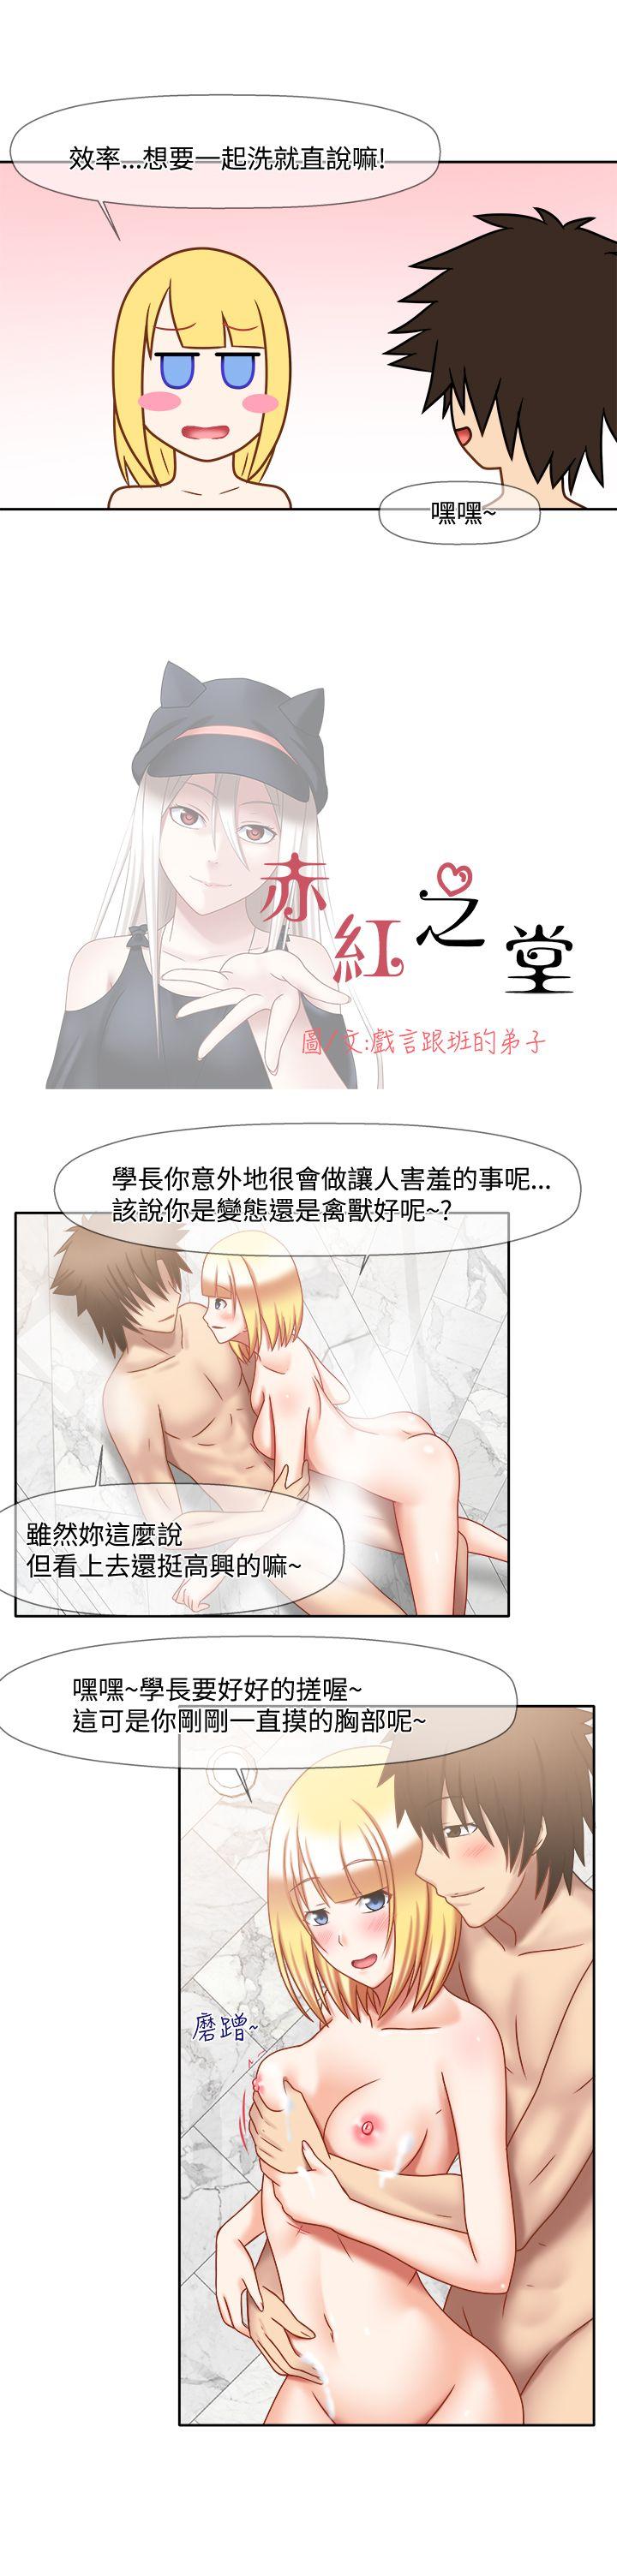 效率...想要一起洗就直說嘛!
嘿嘿~
赤紅之堂
圖/文:戲言跟班的弟子
學長你意外地很會做讓人害羞的事呢...
該說你是變態還是禽獸好呢~?
雖然妳這麼說
但看上去還挺高興的嘛~
嘿嘿~學長要好好的搓喔~
這可是你剛剛一直摸的胸部呢~
磨蹭~